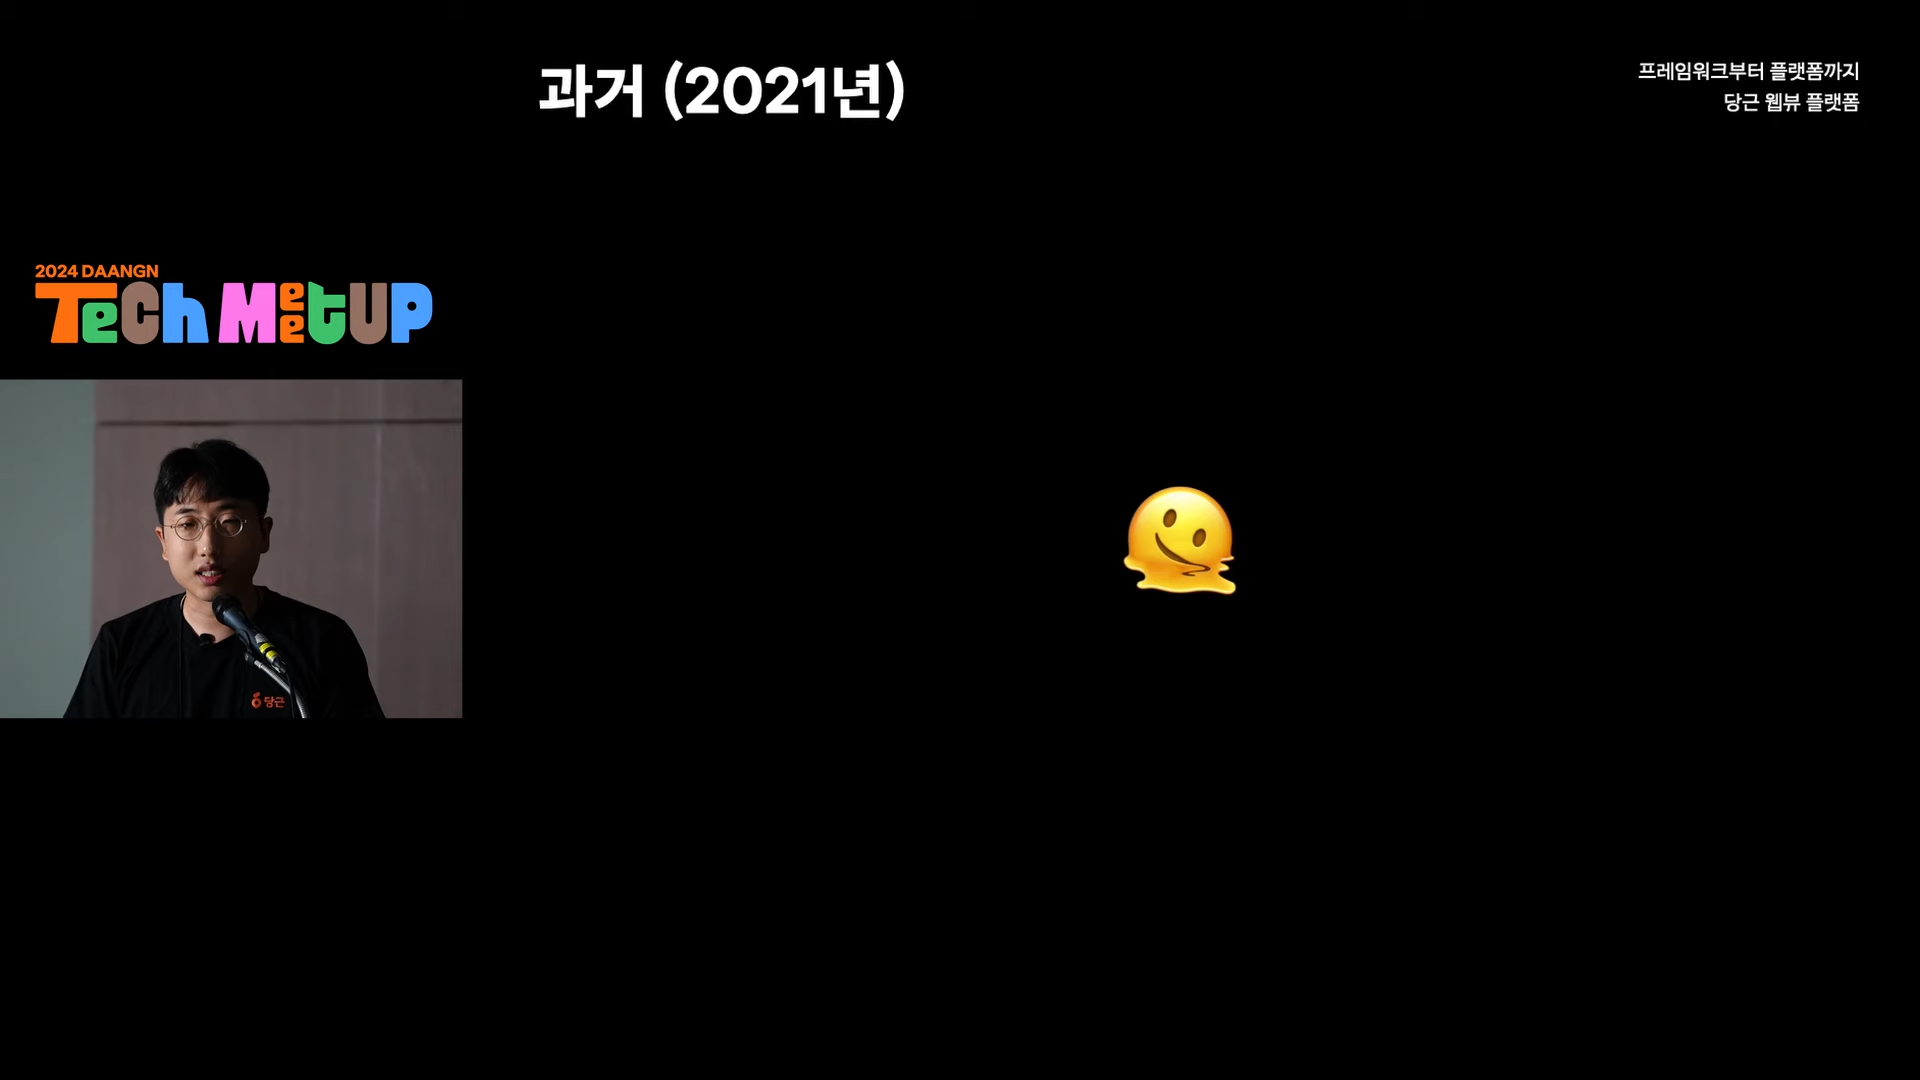 과거 (2021년)
프레임워크부터 플랫폼까지
당근 웹뷰 플랫폼
2024 DAANGN
Tech MeetUP
당근